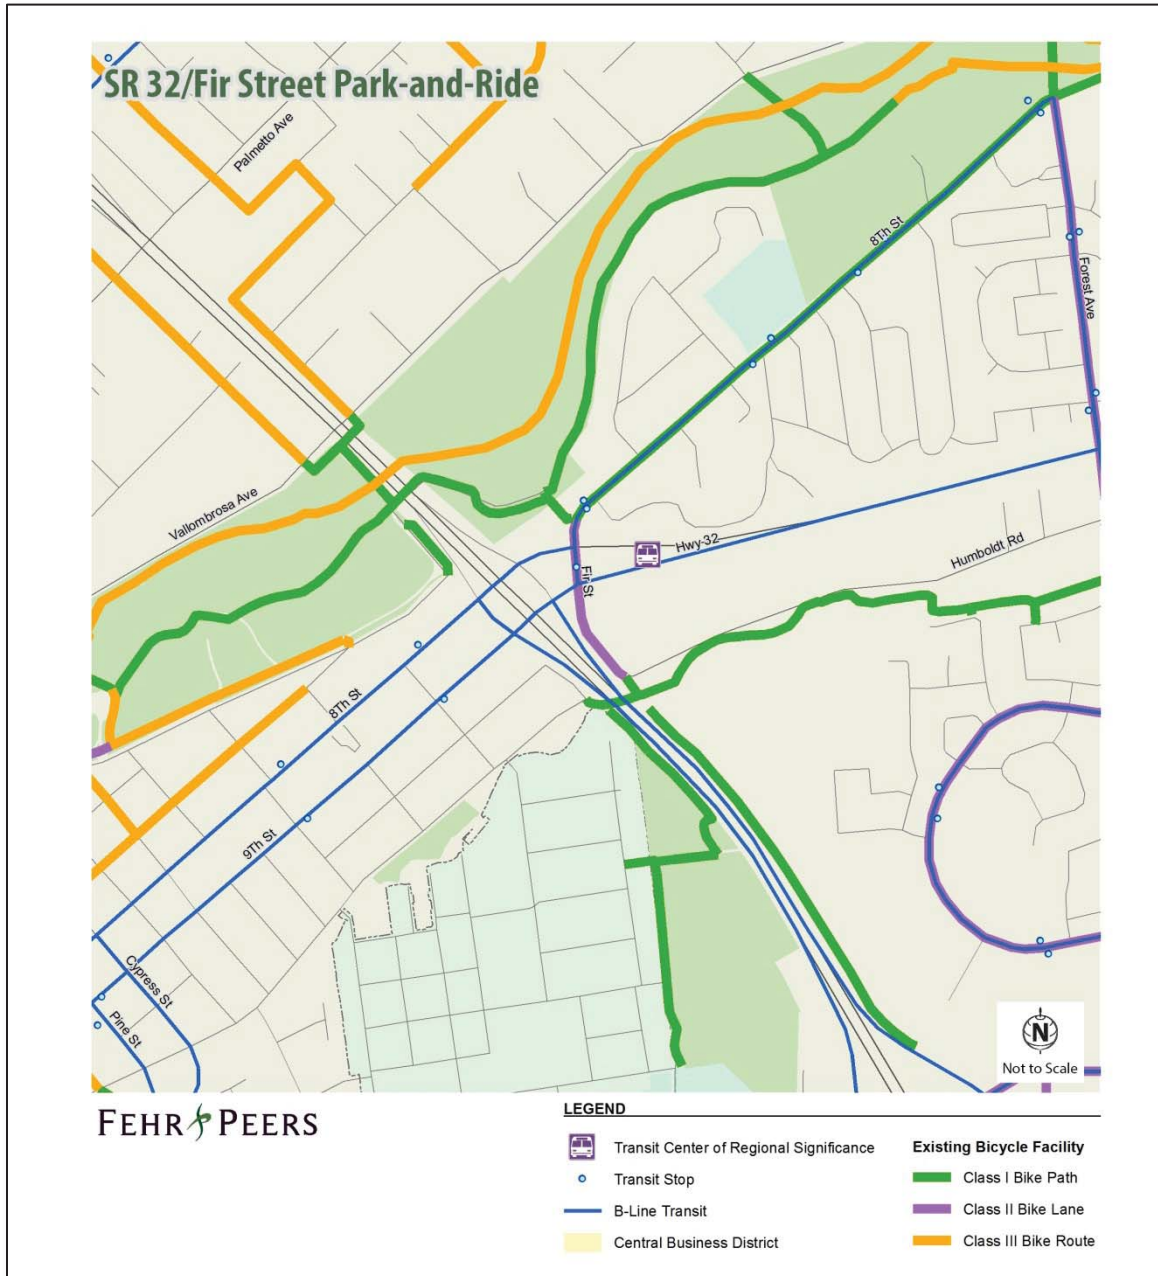 SR 32/Fir Street Park-and-Ride
Palmetto Ave
8Th St
Forest Ave
Vallombrosa Ave
Hwy 32
Humboldt Rd
Fir St
8Th St
9Th St
Cypress St
Pine St
N
Not to Scale
FEHR PEERS
LEGEND
Transit Center of Regional Significance
Transit Stop
B-Line Transit
Central Business District
Existing Bicycle Facility
Class I Bike Path
Class II Bike Lane
Class III Bike Route